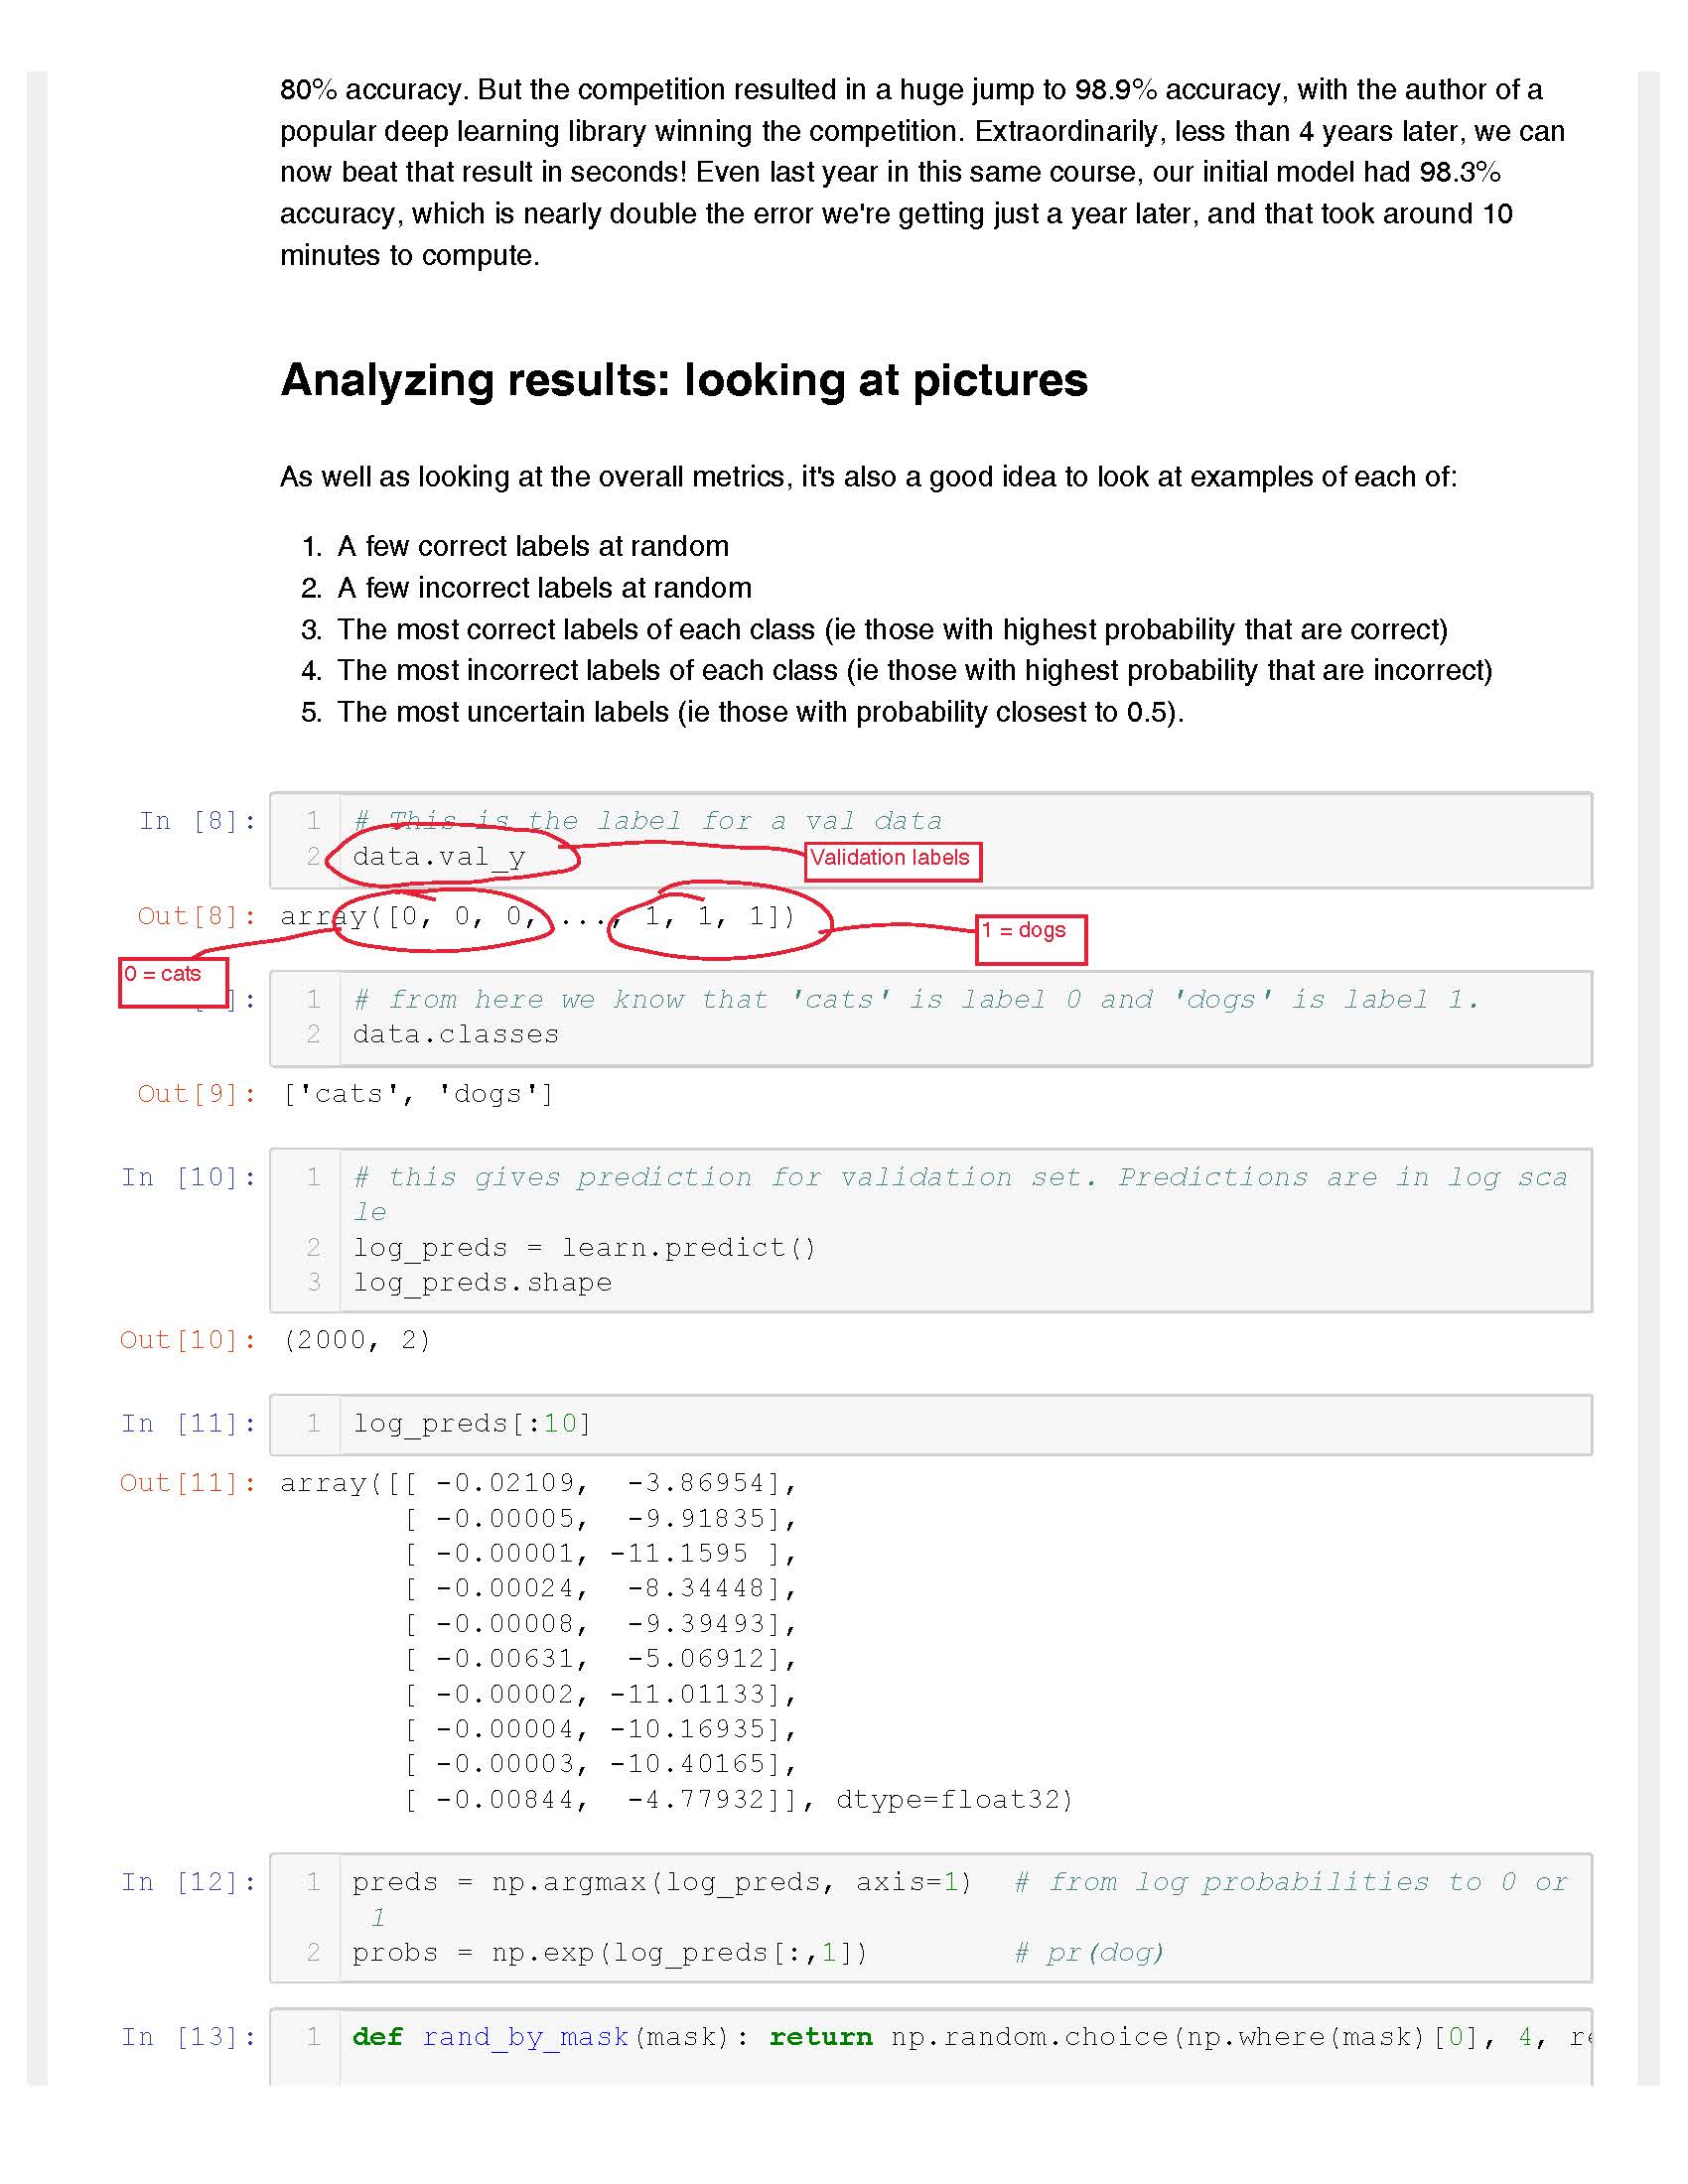 80% accuracy. But the competition resulted in a huge jump to 98.9% accuracy, with the author of a
popular deep learning library winning the competition. Extraordinarily, less than 4 years later, we can
now beat that result in seconds! Even last year in this same course, our initial model had 98.3%
accuracy, which is nearly double the error we're getting just a year later, and that took around 10
minutes to compute.
Analyzing results: looking at pictures
As well as looking at the overall metrics, it's also a good idea to look at examples of each of:
1. A few correct labels at random
2. A few incorrect labels at random
3. The most correct labels of each class (ie those with highest probability that are correct)
4. The most incorrect labels of each class (ie those with highest probability that are incorrect)
5. The most uncertain labels (ie those with probability closest to 0.5).
In [8]: 1 # This is the label for a val data
2 data.val_y
Validation labels
Out[8]: array([0, 0, 0, ..., 1, 1, 1])
1 = dogs
0 = cats
]: 1 # from here we know that 'cats' is label 0 and 'dogs' is label 1.
2 data.classes
Out[9]: ['cats', 'dogs']
In [10]: 1 # this gives prediction for validation set. Predictions are in log sca
le
2 log_preds = learn.predict()
3 log_preds.shape
Out[10]: (2000, 2)
In [11]: 1 log_preds[:10]
Out[11]: array([[ -0.02109, -3.86954],
[ -0.00005, -9.91835],
[ -0.00001, -11.1595 ],
[ -0.00024, -8.34448],
[ -0.00008, -9.39493],
[ -0.00631, -5.06912],
[ -0.00002, -11.01133],
[ -0.00004, -10.16935],
[ -0.00003, -10.40165],
[ -0.00844, -4.77932]], dtype=float32)
In [12]: 1 preds = np.argmax(log_preds, axis=1) # from log probabilities to 0 or
1
2 probs = np.exp(log_preds[:,1]) # pr(dog)
In [13]: 1 def rand_by_mask(mask): return np.random.choice(np.where(mask)[0], 4,